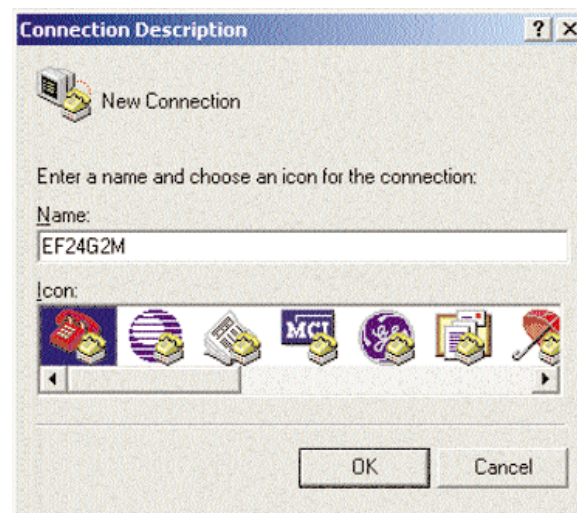 Connection Description
New Connection
Enter a name and choose an icon for the connection:
Name:
EF24G2M
Icon:
MCI
OK Cancel